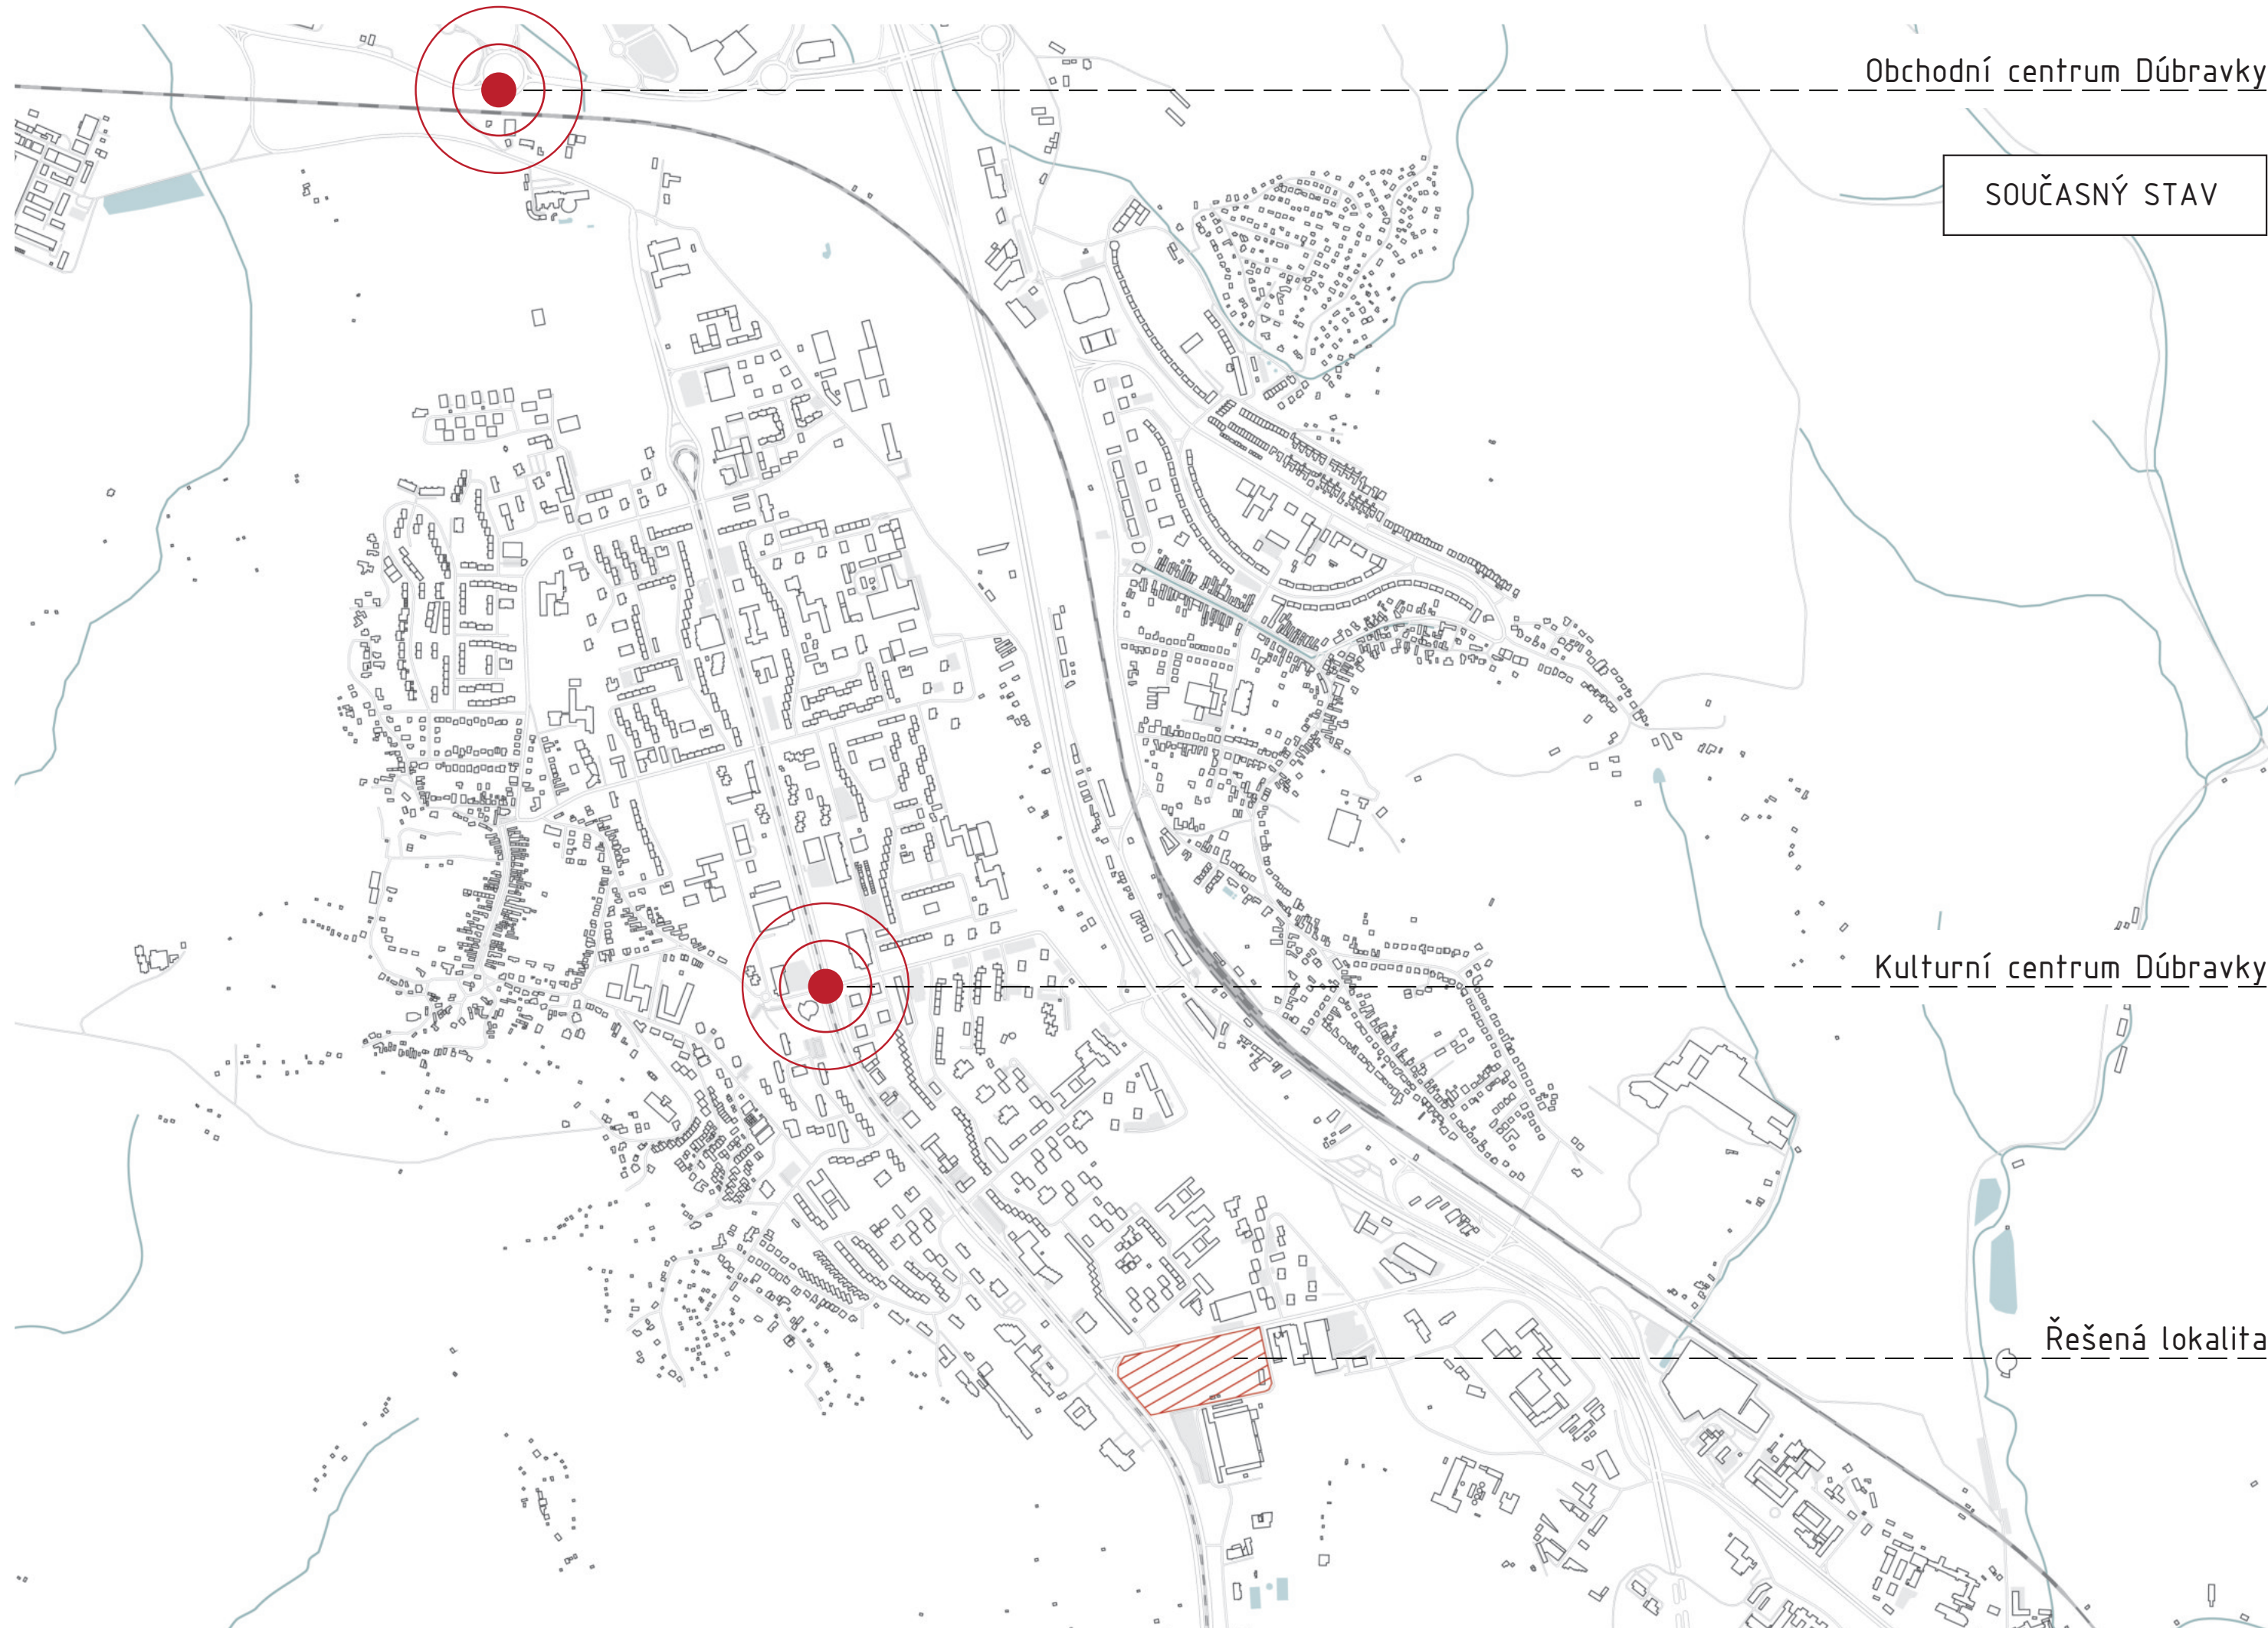 Obchodní centrum Dúbravky
SOUČASNÝ STAV
Kulturní centrum Dúbravky
Řešená lokalita